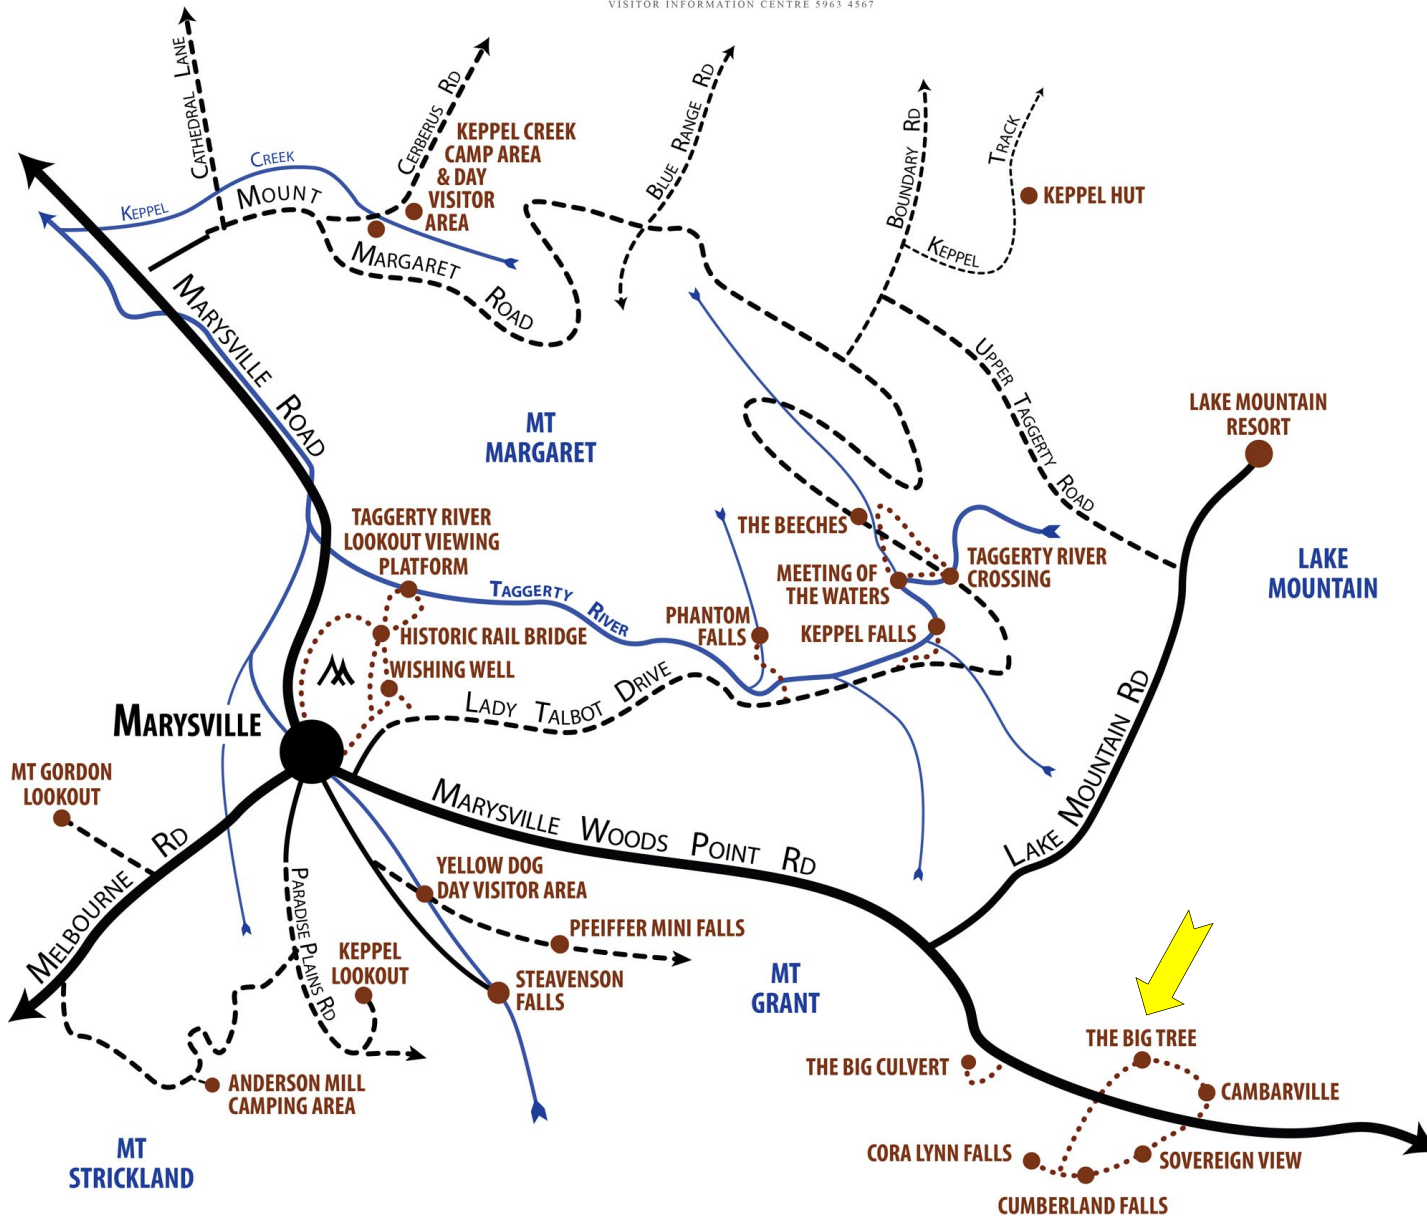 VISITOR INFORMATION CENTRE 5963 4567
CATHEDRAL LANE
CERBERUS RD
BLUE RANGE RD
BOUNDARY RD
TRACK
KEPPEL
CREEK
MOUNT
KEPPEL CREEK
CAMP AREA
& DAY
VISITOR
AREA
KEPPEL HUT
KEPPEL
MARGARET
ROAD
MARYSVILLE ROAD
UPPER TAGGERTY ROAD
MT
MARGARET
LAKE MOUNTAIN
RESORT
TAGGERTY RIVER
LOOKOUT VIEWING
PLATFORM
THE BEECHES
TAGGERTY RIVER
CROSSING
LAKE
MOUNTAIN
MEETING OF
THE WATERS
TAGGERTY RIVER
PHANTOM
FALLS
KEPPEL FALLS
HISTORIC RAIL BRIDGE
WISHING WELL
LADY TALBOT DRIVE
MARYSVILLE
LAKE MOUNTAIN RD
MT GORDON
LOOKOUT
MARYSVILLE WOODS POINT RD
MELBOURNE RD
PARADISE PLAINS RD
YELLOW DOG
DAY VISITOR AREA
PFEIFFER MINI FALLS
KEPPEL
LOOKOUT
STEAVENSON
FALLS
MT
GRANT
THE BIG TREE
THE BIG CULVERT
CAMBARVILLE
ANDERSON MILL
CAMPING AREA
MT
STRICKLAND
CORA LYNN FALLS
SOVEREIGN VIEW
CUMBERLAND FALLS